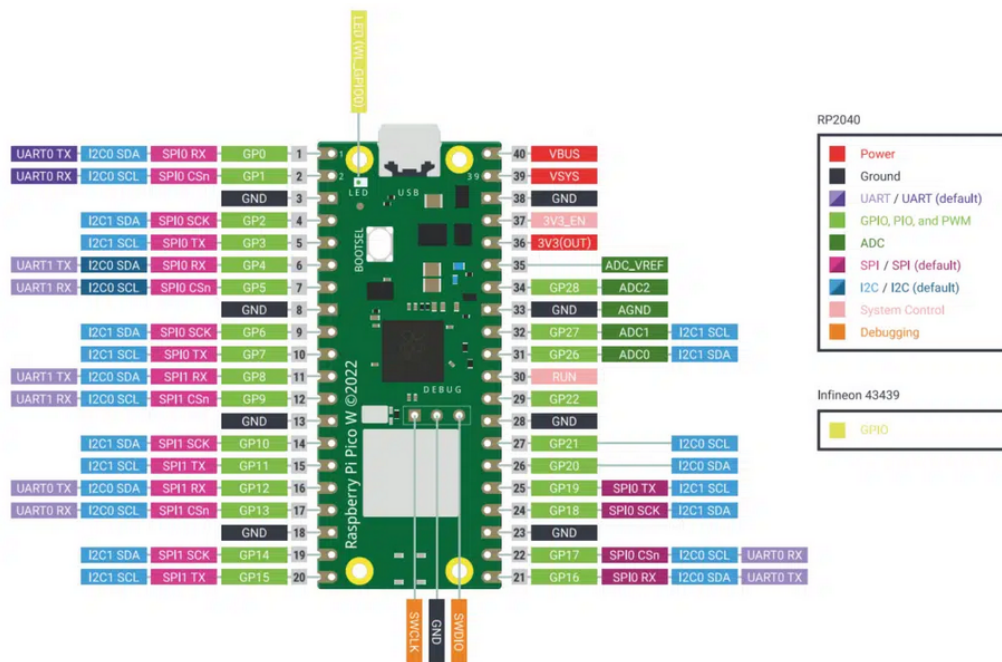 LED (WL_GPIO0)
UART0 TX I2C0 SDA SPI0 RX GP0 1
UART0 RX I2C0 SCL SPI0 CSn GP1 2
GND 3
I2C1 SDA SPI0 SCK GP2 4
I2C1 SCL SPI0 TX GP3 5
UART1 TX I2C0 SDA SPI0 RX GP4 6
UART1 RX I2C0 SCL SPI0 CSn GP5 7
GND 8
I2C1 SDA SPI0 SCK GP6 9
I2C1 SCL SPI0 TX GP7 10
UART1 TX I2C0 SDA SPI1 RX GP8 11
UART1 RX I2C0 SCL SPI1 CSn GP9 12
GND 13
I2C1 SDA SPI1 SCK GP10 14
I2C1 SCL SPI1 TX GP11 15
UART0 TX I2C0 SDA SPI1 RX GP12 16
UART0 RX I2C0 SCL SPI1 CSn GP13 17
GND 18
I2C1 SDA SPI1 SCK GP14 19
I2C1 SCL SPI1 TX GP15 20
1
2
39
LED
USB
BOOTSEL
DEBUG
Raspberry Pi Pico W ©2022
SWCLK
GND
SWDIO
40 VBUS
39 VSYS
38 GND
37 3V3_EN
36 3V3(OUT)
35 ADC_VREF
34 GP28 ADC2
33 GND AGND
32 GP27 ADC1 I2C1 SCL
31 GP26 ADC0 I2C1 SDA
30 RUN
29 GP22
28 GND
27 GP21 I2C0 SCL
26 GP20 I2C0 SDA
25 GP19 SPI0 TX I2C1 SCL
24 GP18 SPI0 SCK I2C1 SDA
23 GND
22 GP17 SPI0 CSn I2C0 SCL UART0 RX
21 GP16 SPI0 RX I2C0 SDA UART0 TX
RP2040
Power
Ground
UART / UART (default)
GPIO, PIO, and PWM
ADC
SPI / SPI (default)
I2C / I2C (default)
System Control
Debugging
Infineon 43439
GPIO